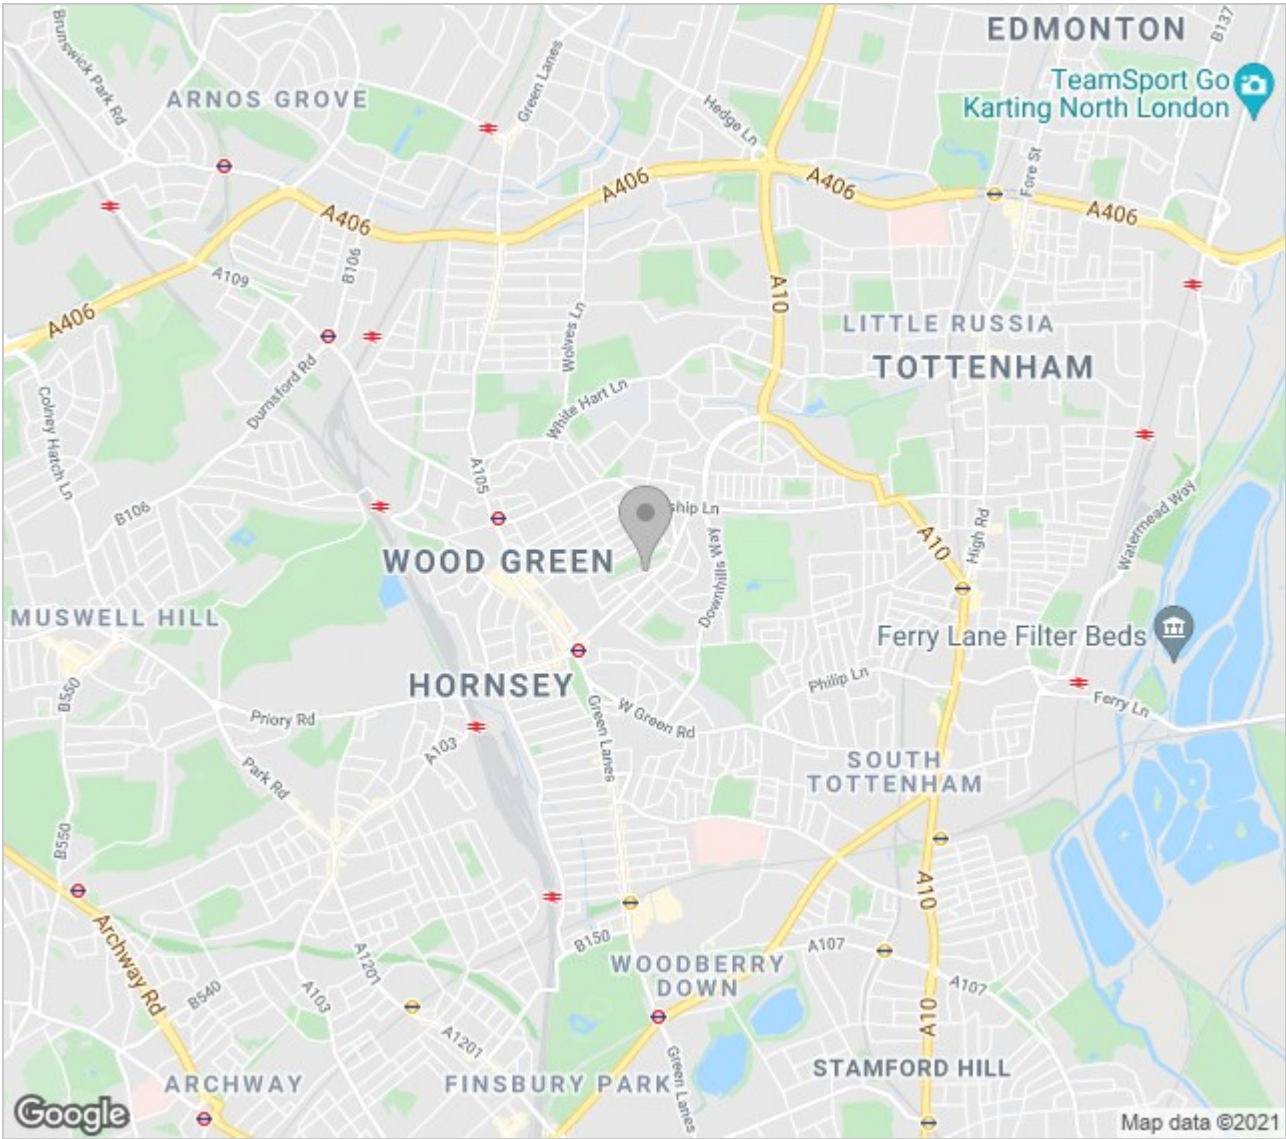 EDMONTON
B137
Brunswick Park Rd
TeamSport Go
Karting North London
ARNOS GROVE
Green Lanes
Hedge Ln
A406
A406
Fore St
A406
A406
B106
A109
A10
A406
LITTLE RUSSIA
TOTTENHAM
Wolves Ln
Durnsford Rd
White Hart Ln
Colney Hatch Ln
A105
B106
ship Ln
Watermead Way
High Rd
A10
Downhills Way
WOOD GREEN
MUSWELL HILL
Ferry Lane Filter Beds
HORNSEY
Philip Ln
B550
Ferry Ln
Priory Rd
W Green Rd
Green Lanes
A103
Park Rd
SOUTH
TOTTENHAM
B550
A10
Archway Rd
B150
A107
WOODBERRY
DOWN
A1201
A103
B540
A107
A10
A1201
Green Lanes
STAMFORD HILL
ARCHWAY
FINSBURY PARK
Google
Map data ©2021